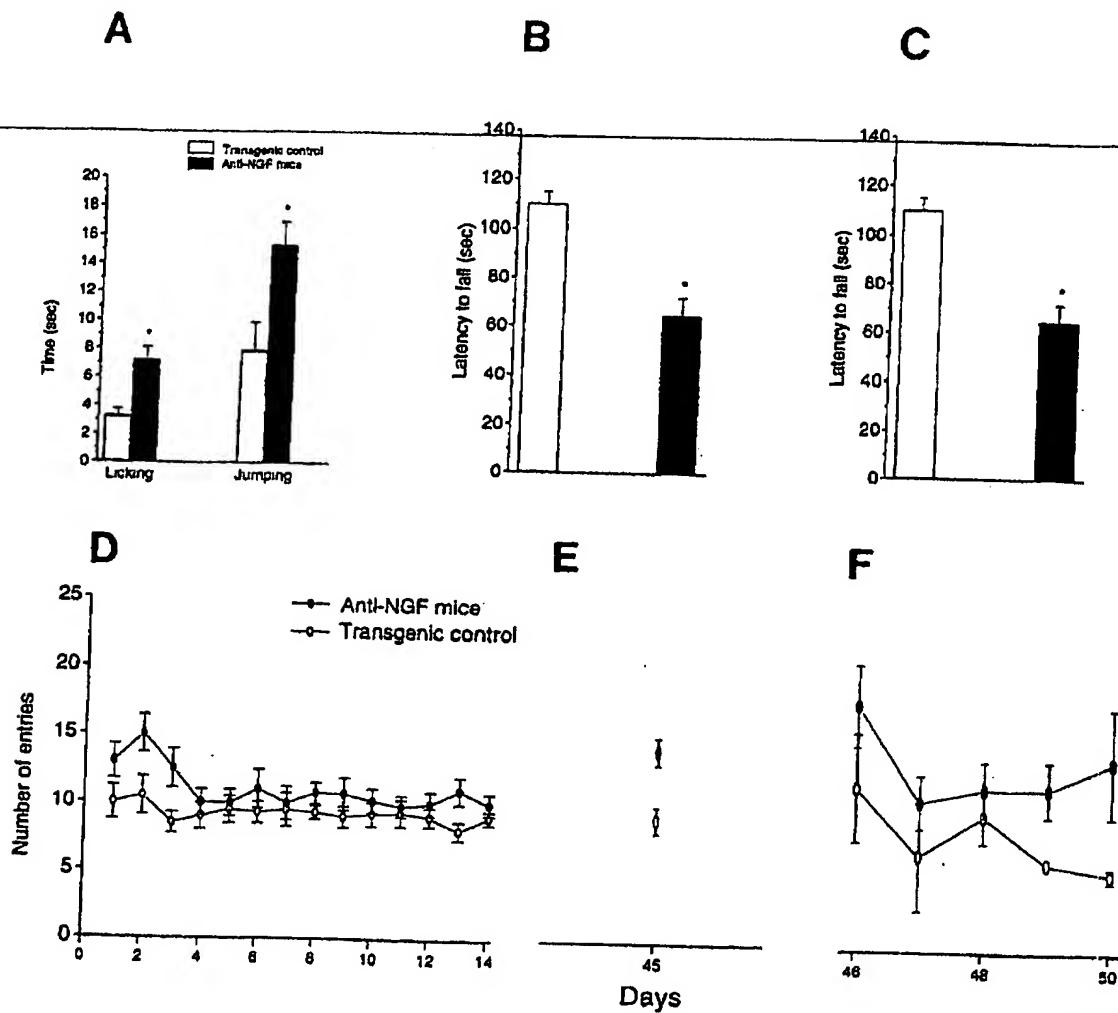 A
B
C
Transgenic control
Anti-NGF mice
Time (sec)
20
18
16
14
12
10
8
6
4
2
0
Licking
Jumping
Latency to fall (sec)
140
120
100
80
60
40
20
0
Latency to fall (sec)
140
120
100
80
60
40
20
0
D
E
F
Anti-NGF mice
Transgenic control
Number of entries
25
20
15
10
5
0
0 2 4 6 8 10 12 14
45
46 48 50
Days